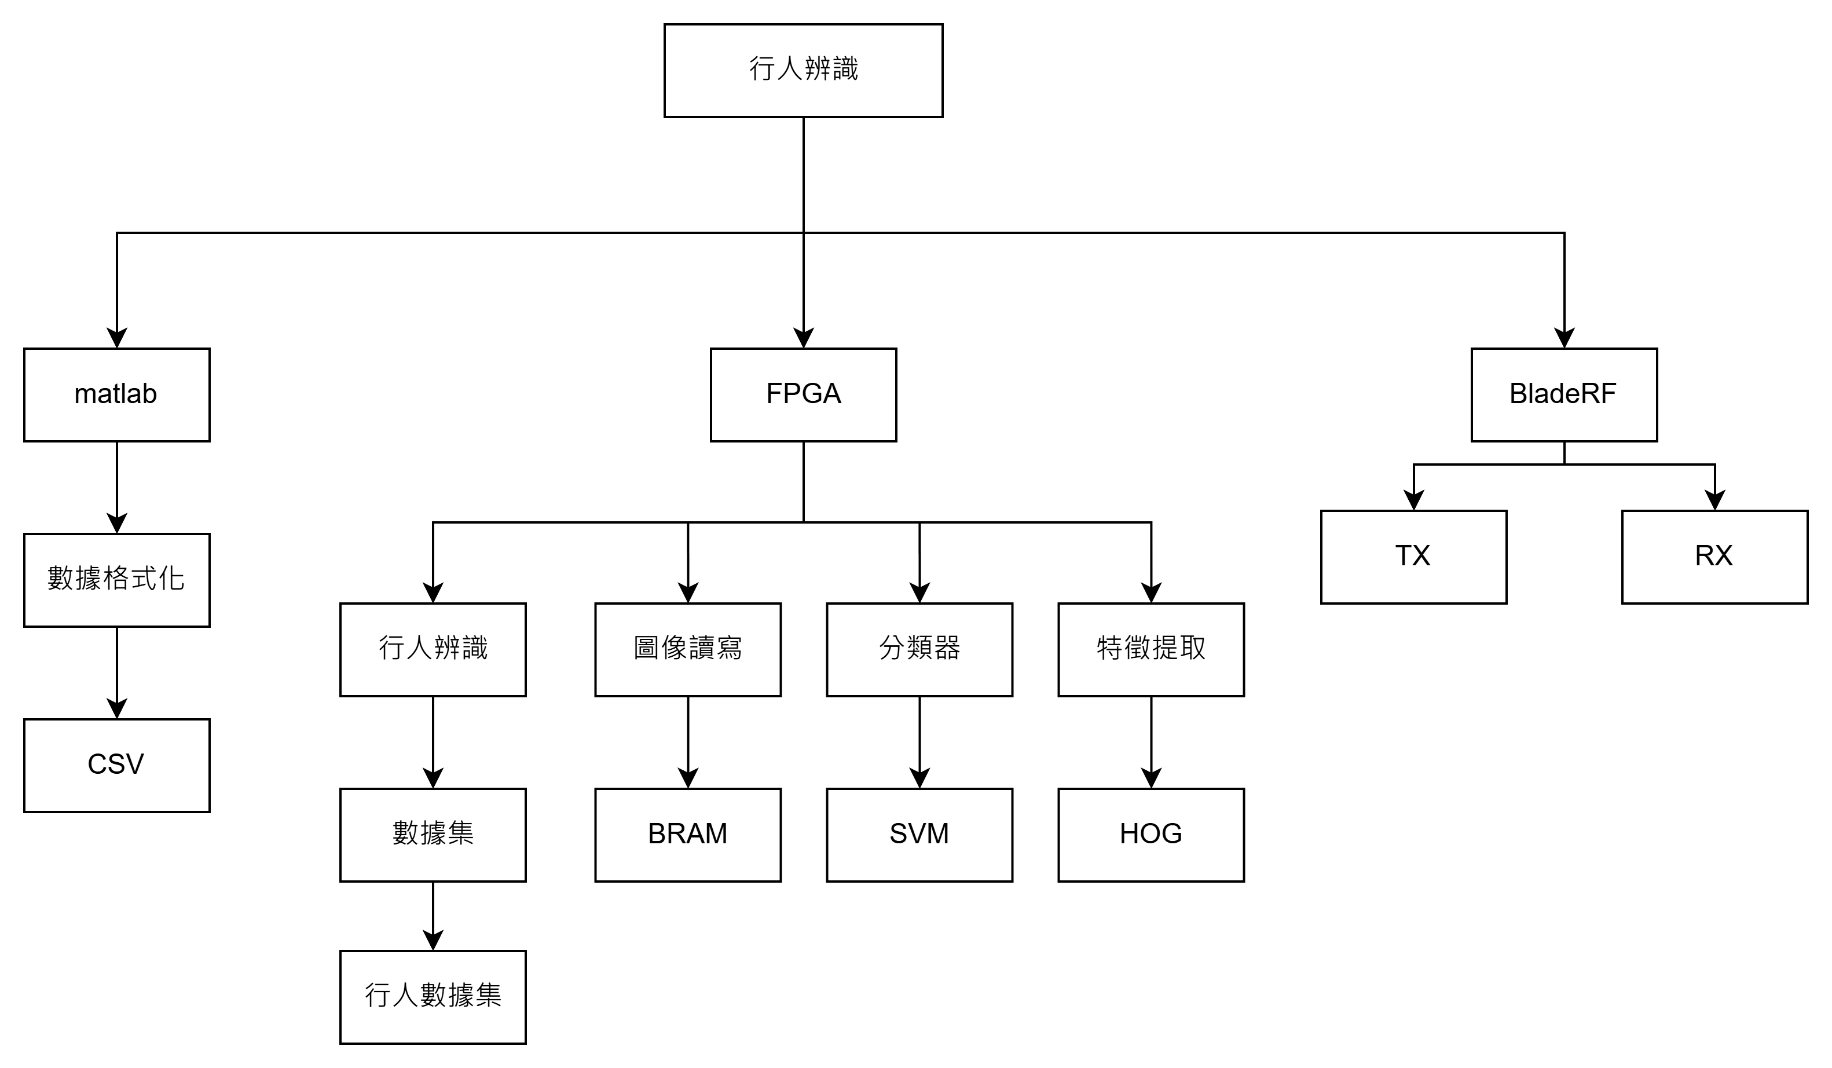 行人辨識
matlab
FPGA
BladeRF
TX
RX
數據格式化
行人辨識
圖像讀寫
分類器
特徵提取
CSV
數據集
BRAM
SVM
HOG
行人數據集